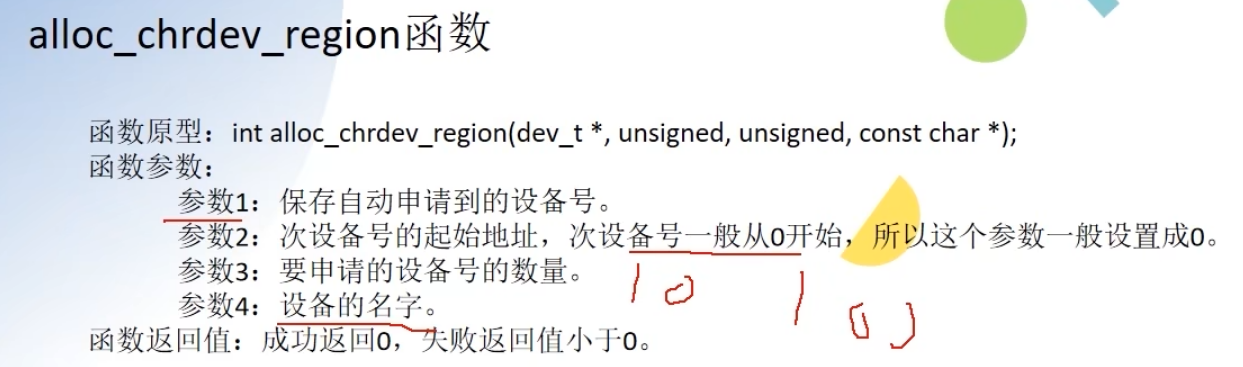 alloc_chrdev_region函数
函数原型：int alloc_chrdev_region(dev_t *, unsigned, unsigned, const char *);
函数参数：
参数1：保存自动申请到的设备号。
参数2：次设备号的起始地址，次设备号一般从0开始，所以这个参数一般设置成0。
参数3：要申请的设备号的数量。
参数4：设备的名字。
函数返回值：成功返回0，失败返回值小于0。
10